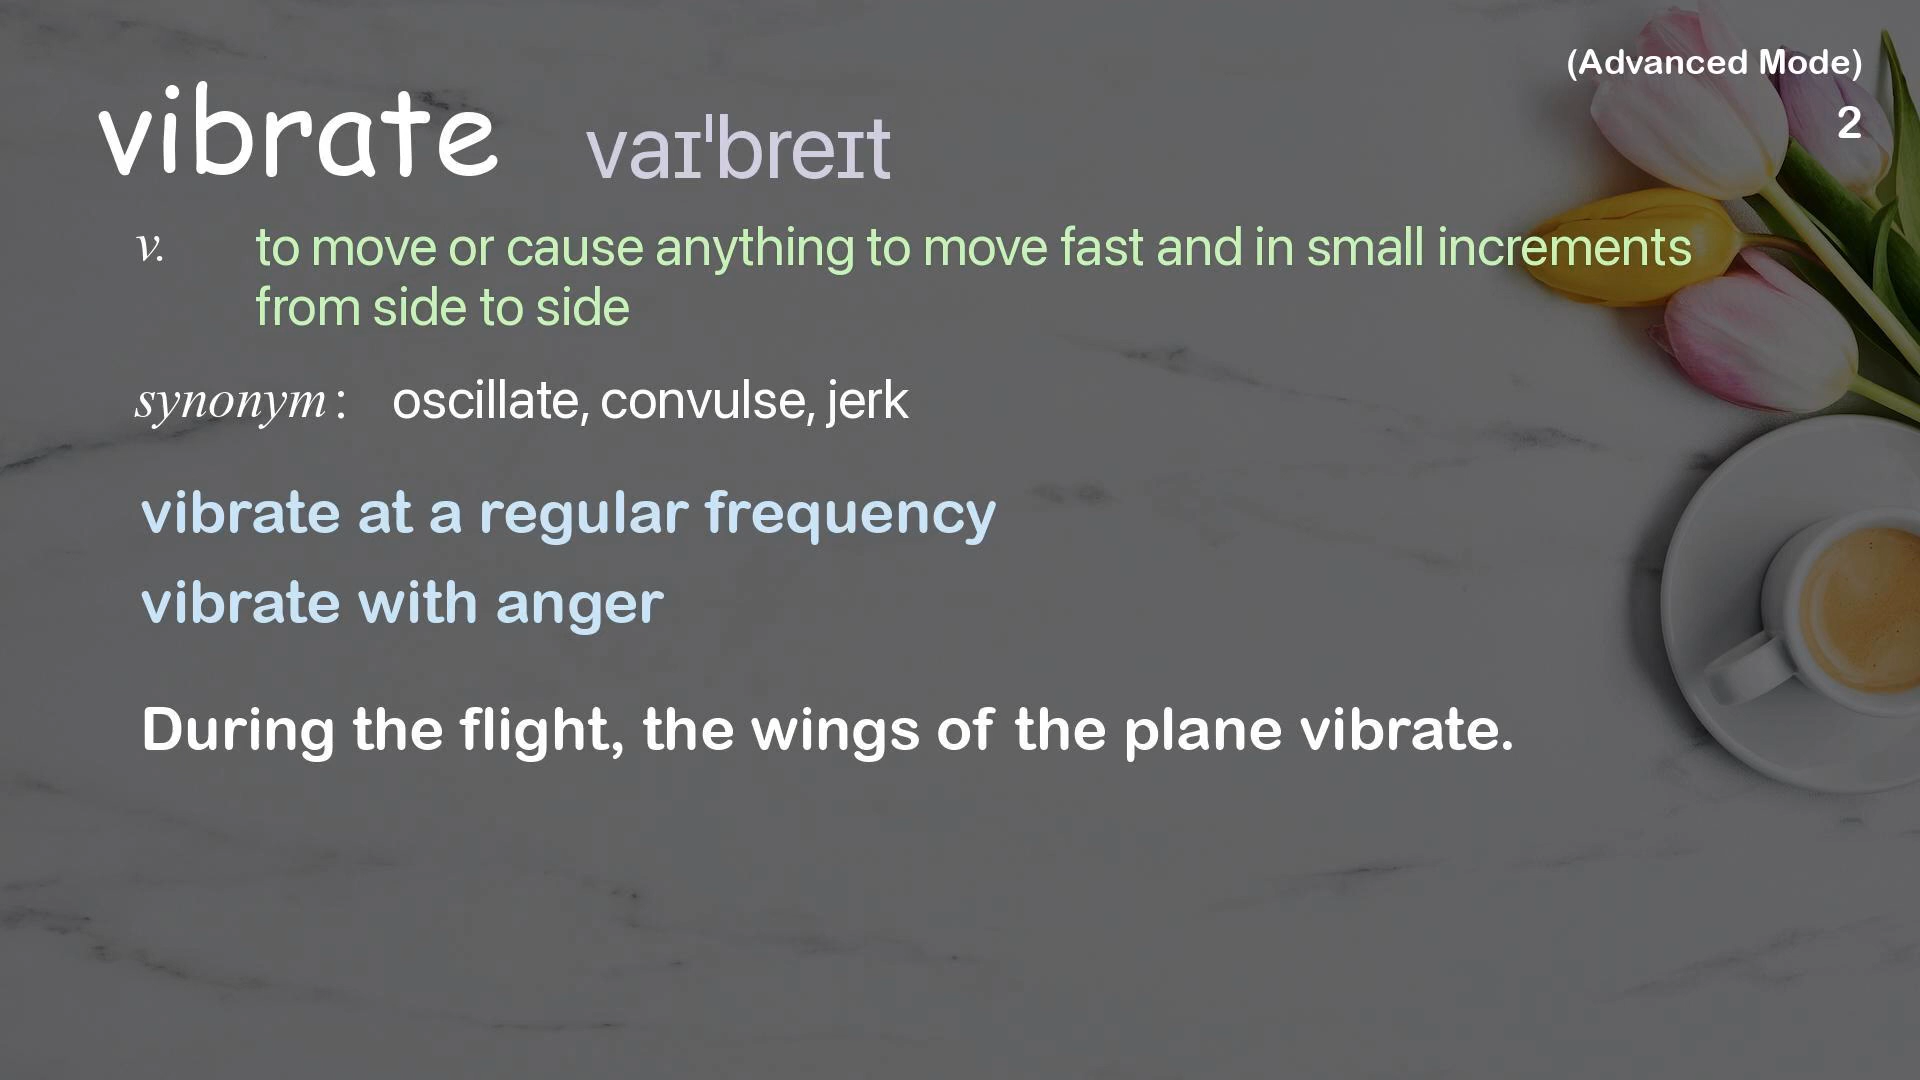 (Advanced Mode)
2
vibrate vaɪˈbreɪt
v. to move or cause anything to move fast and in small increments
from side to side
synonym: oscillate, convulse, jerk
vibrate at a regular frequency
vibrate with anger
During the flight, the wings of the plane vibrate.